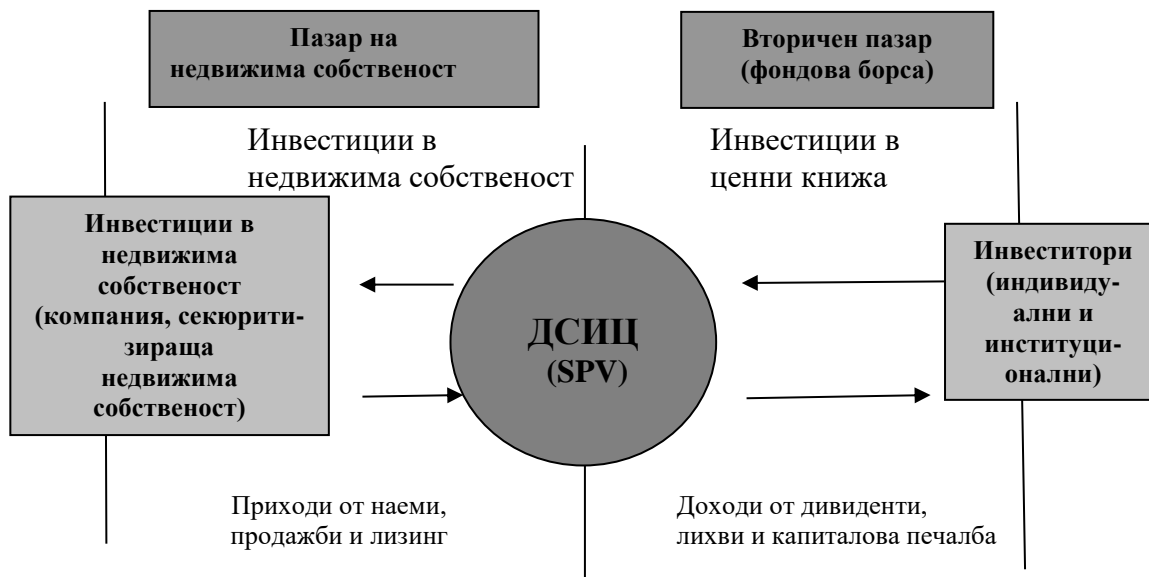 Пазар на
недвижима собственост
Вторичен пазар
(фондова борса)
Инвестиции в
недвижима собственост
Инвестиции в
ценни книжа
Инвестиции в
недвижима
собственост
(компания, секюрити-
зираща
недвижима
собственост)
ДСИЦ
(SPV)
Инвеститори
(индивиду-
ални и
институци-
онални)
Приходи от наеми,
продажби и лизинг
Доходи от дивиденти,
лихви и капиталова печалба